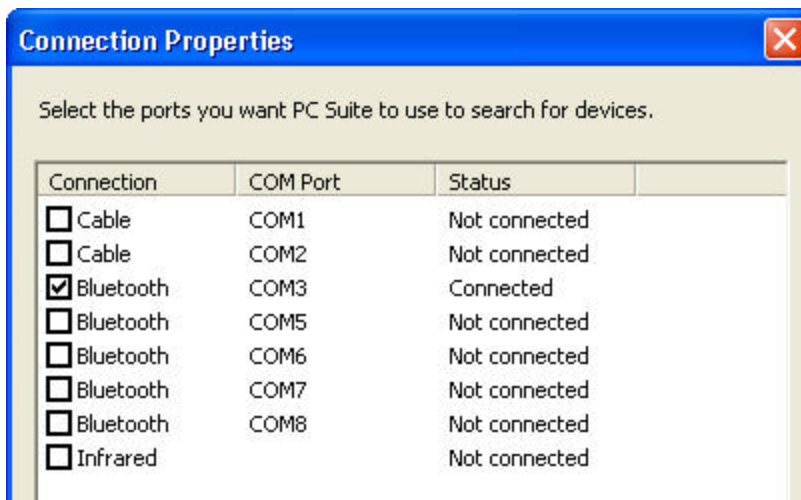 Connection Properties
Select the ports you want PC Suite to use to search for devices.
Connection COM Port Status
Cable COM1 Not connected
Cable COM2 Not connected
Bluetooth COM3 Connected
Bluetooth COM5 Not connected
Bluetooth COM6 Not connected
Bluetooth COM7 Not connected
Bluetooth COM8 Not connected
Infrared Not connected